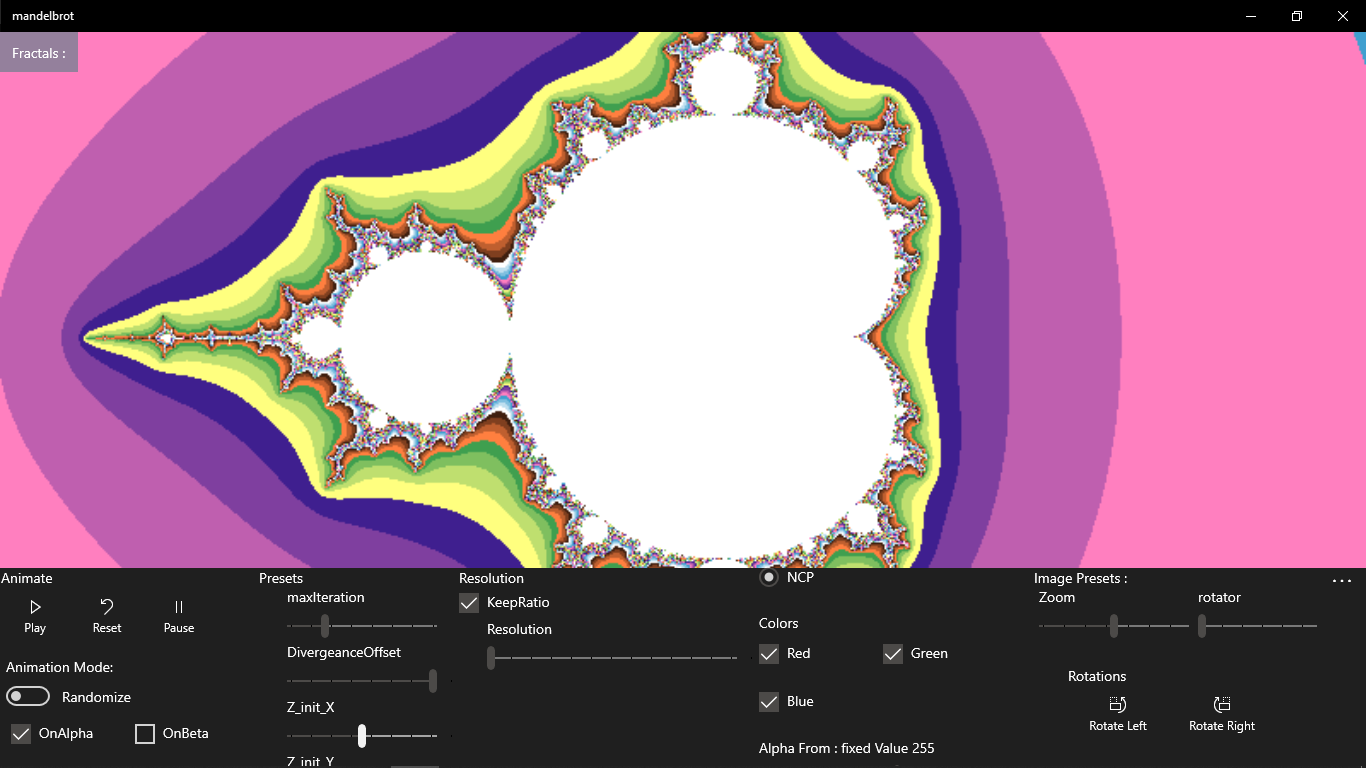 mandelbrot
Fractals :
Animate
Play
Reset
Pause
Animation Mode:
Randomize
OnAlpha
OnBeta
Presets
maxIteration
DivergeanceOffset
Z_init_X
Z_init_Y
Resolution
KeepRatio
Resolution
NCP
Colors
Red
Green
Blue
Alpha From : fixed Value 255
Image Presets :
Zoom
rotator
Rotations
Rotate Left
Rotate Right